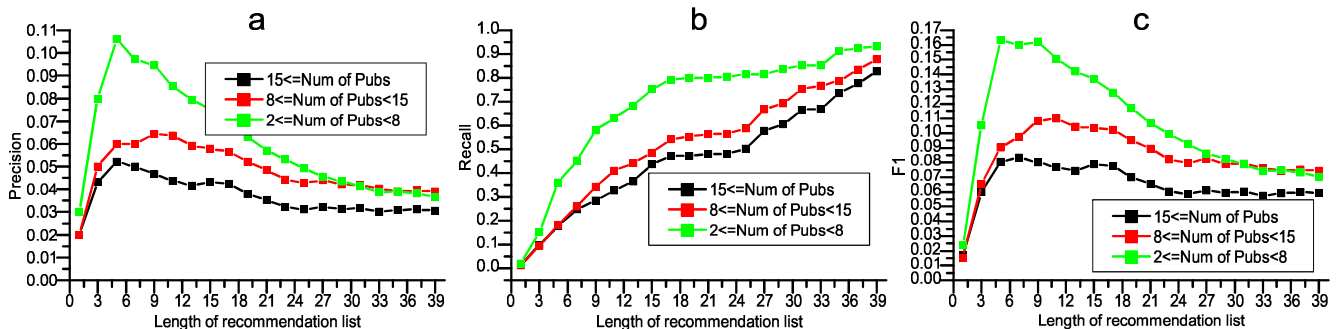 a
Precision
0.11
0.10
0.09
0.08
0.07
0.06
0.05
0.04
0.03
0.02
0.01
0.00
15<=Num of Pubs
8<=Num of Pubs<15
2<=Num of Pubs<8
0 3 6 9 12 15 18 21 24 27 30 33 36 39
Length of recommendation list
b
Recall
1.0
0.9
0.8
0.7
0.6
0.5
0.4
0.3
0.2
0.1
0.0
15<=Num of Pubs
8<=Num of Pubs<15
2<=Num of Pubs<8
0 3 6 9 12 15 18 21 24 27 30 33 36 39
Length of recommendation list
c
F1
0.17
0.16
0.15
0.14
0.13
0.12
0.11
0.10
0.09
0.08
0.07
0.06
0.05
0.04
0.03
0.02
0.01
0.00
15<=Num of Pubs
8<=Num of Pubs<15
2<=Num of Pubs<8
0 3 6 9 12 15 18 21 24 27 30 33 36 39
Length of recommendation list